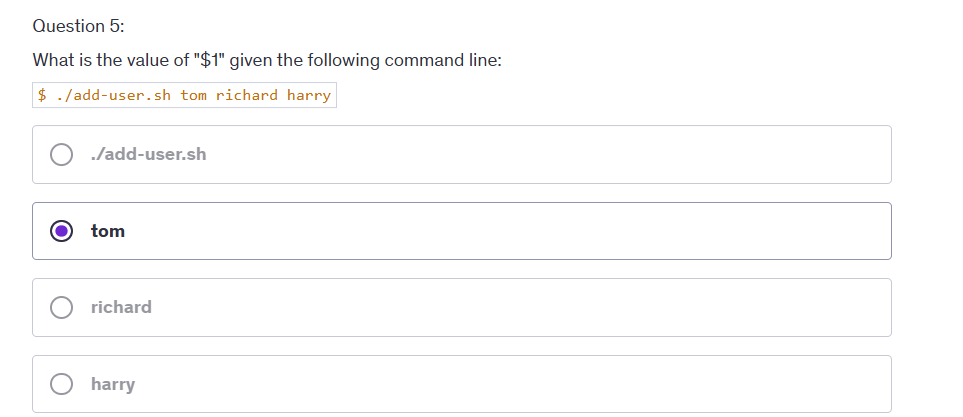 Question 5:
What is the value of "$1" given the following command line:
$ ./add-user.sh tom richard harry
./add-user.sh
tom
richard
harry